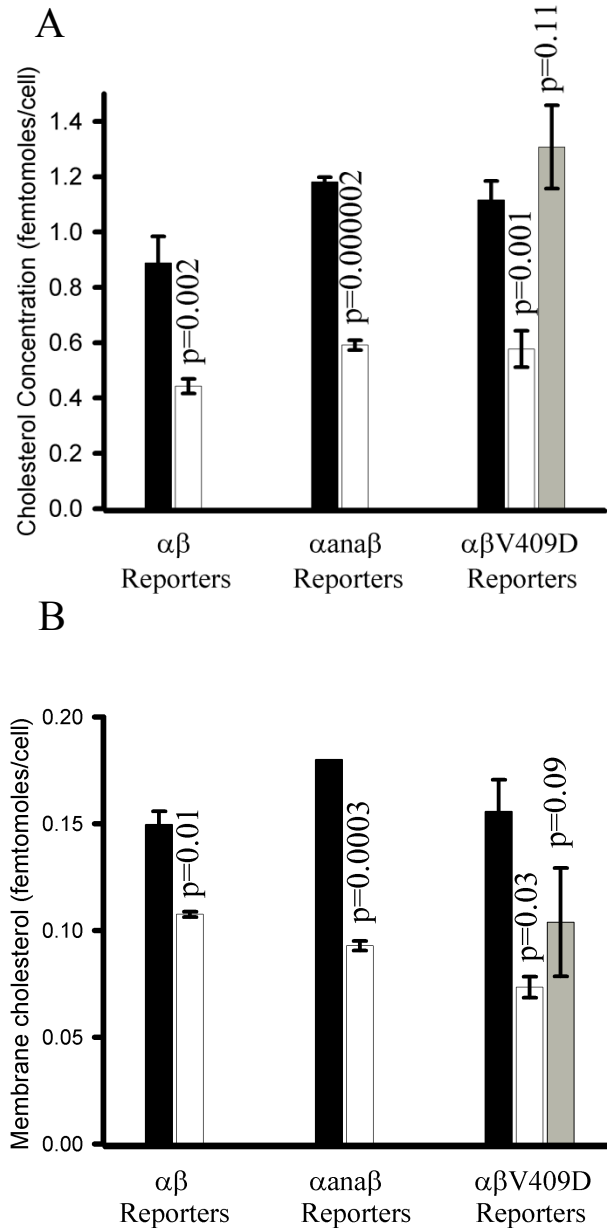 A
Cholesterol Concentration (femtomoles/cell)
1.4
1.2
1.0
0.8
0.6
0.4
0.2
0.0
p=0.002
p=0.000002
p=0.001
p=0.11
αβ
Reporters
αanaβ
Reporters
αβV409D
Reporters
B
Membrane cholesterol (femtomoles/cell)
0.20
0.15
0.10
0.05
0.00
p=0.01
p=0.0003
p=0.03
p=0.09
αβ
Reporters
αanaβ
Reporters
αβV409D
Reporters